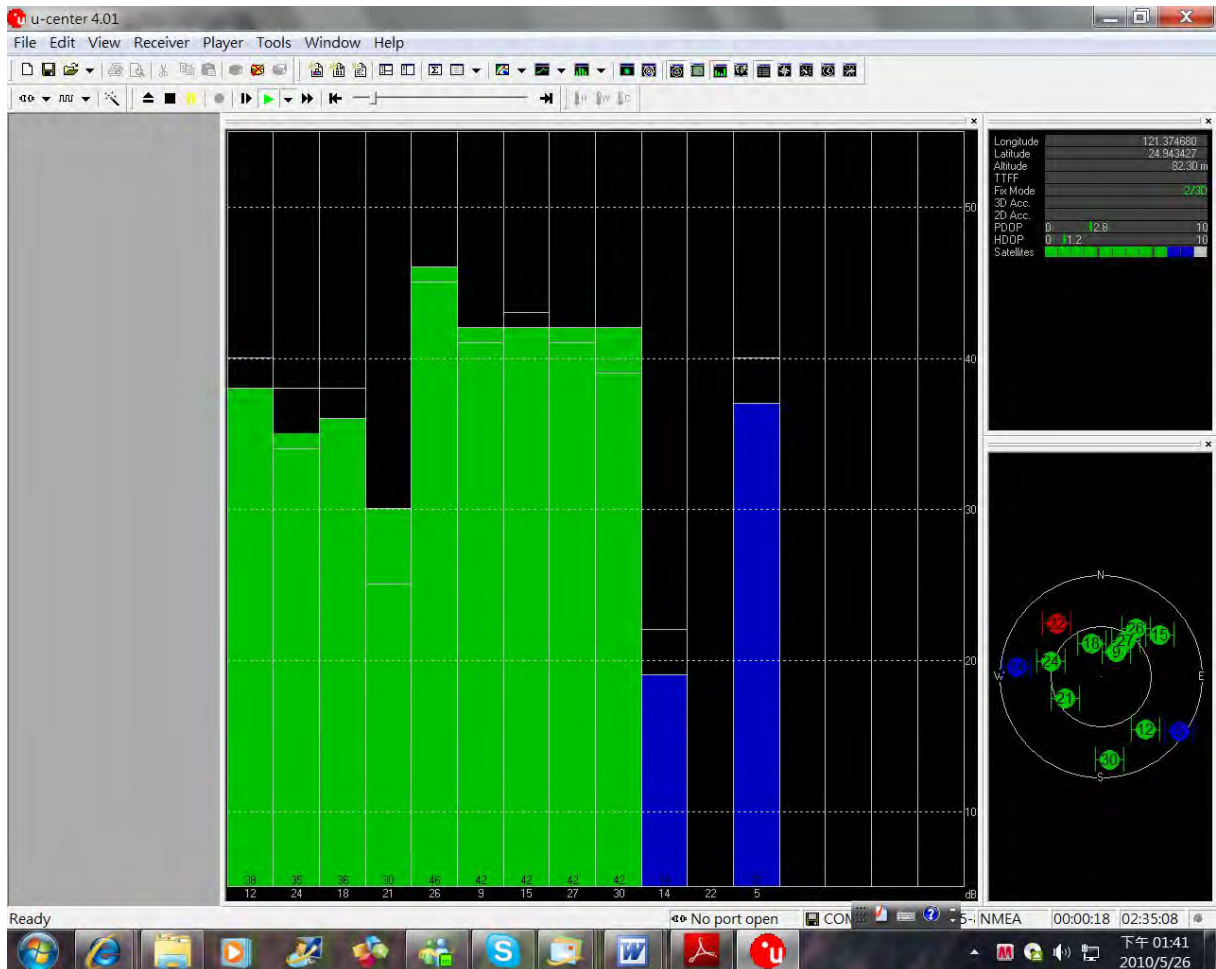 u-center 4.01
File Edit View Receiver Player Tools Window Help
Longitude 121.374680
Latitude 24.943427
Altitude 82.30 m
TTFF
Fix Mode 2/3D
3D Acc.
2D Acc.
PDOP 0 2.8 10
HDOP 0 1.2 10
Satellites
50
40
30
20
10
38 35 36 30 46 42 42 42 42
12 24 18 21 26 9 15 27 30 14 22 5 dB
N
22 26 15
18 27
9
24
W E
21
12
30
S
Ready No port open COM NMEA 00:00:18 02:35:08
下午 01:41
2010/5/26